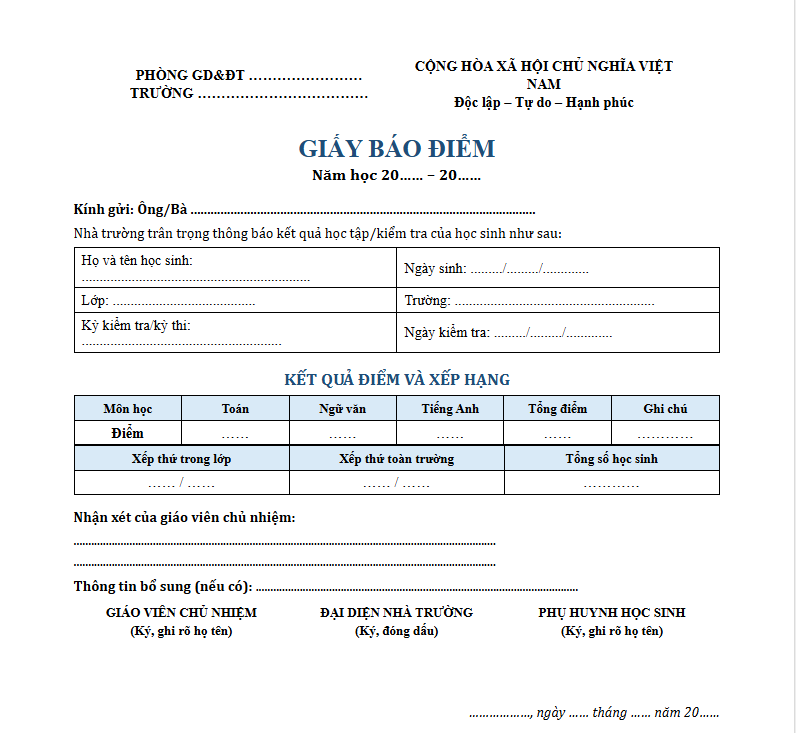 PHÒNG GD&ĐT ……………………
TRƯỜNG ………………………………
CỘNG HÒA XÃ HỘI CHỦ NGHĨA VIỆT
NAM
Độc lập – Tự do – Hạnh phúc
GIẤY BÁO ĐIỂM
Năm học 20…… – 20……
Kính gửi: Ông/Bà ....................................................................................................................
Nhà trường trân trọng thông báo kết quả học tập/kiểm tra của học sinh như sau:
Họ và tên học sinh:
................................................................
Ngày sinh: ........./........./.............
Lớp: ........................................
Trường: ........................................................
Kỳ kiểm tra/kỳ thi:
........................................................
Ngày kiểm tra: ........./........./.............
KẾT QUẢ ĐIỂM VÀ XẾP HẠNG
Môn học Toán Ngữ văn Tiếng Anh Tổng điểm Ghi chú
Điểm …… …… …… …… …………
Xếp thứ trong lớp Xếp thứ toàn trường Tổng số học sinh
…… / …… …… / …… …………
Nhận xét của giáo viên chủ nhiệm:
..............................................................................................................................................
..............................................................................................................................................
Thông tin bổ sung (nếu có): .............................................................................................................
GIÁO VIÊN CHỦ NHIỆM ĐẠI DIỆN NHÀ TRƯỜNG PHỤ HUYNH HỌC SINH
(Ký, ghi rõ họ tên) (Ký, đóng dấu) (Ký, ghi rõ họ tên)
………………, ngày …… tháng …… năm 20……